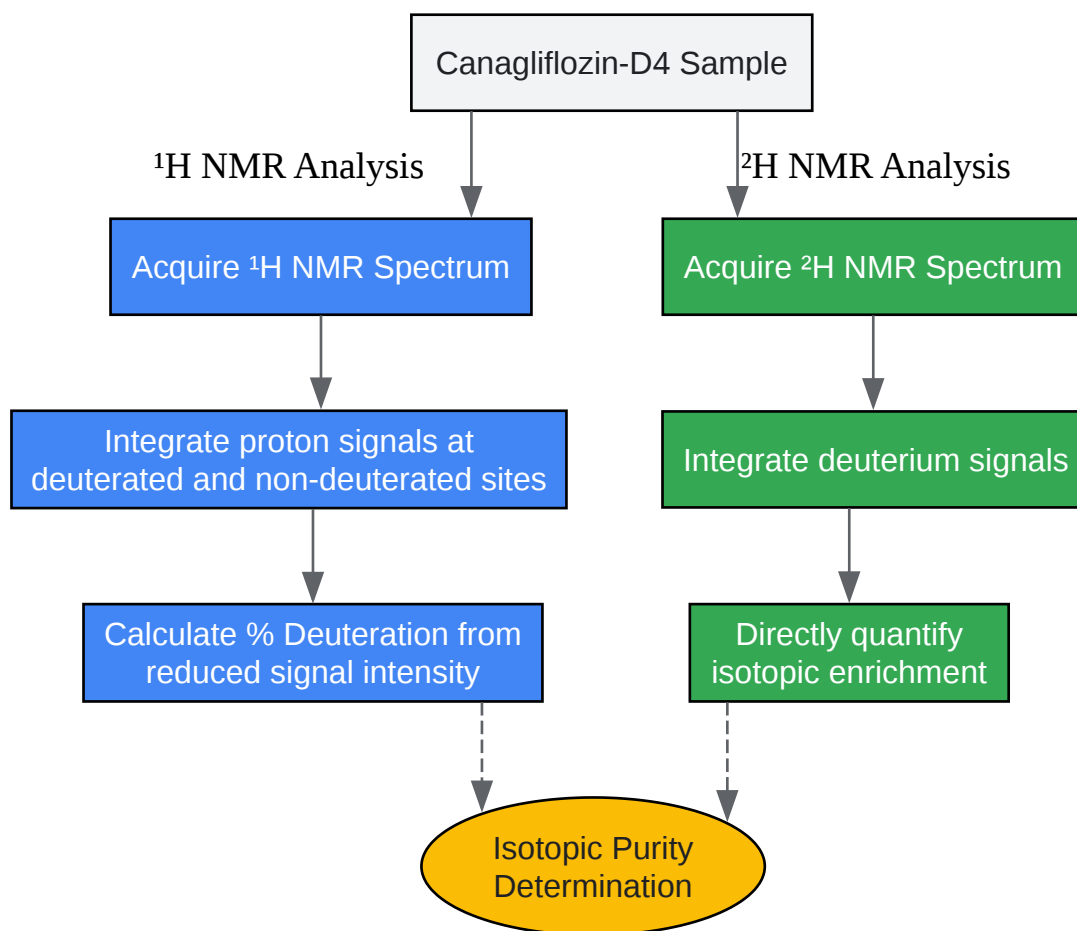 Canagliflozin-D4 Sample
¹H NMR Analysis
²H NMR Analysis
Acquire ¹H NMR Spectrum
Acquire ²H NMR Spectrum
Integrate proton signals at
deuterated and non-deuterated sites
Integrate deuterium signals
Calculate % Deuteration from
reduced signal intensity
Directly quantify
isotopic enrichment
Isotopic Purity
Determination